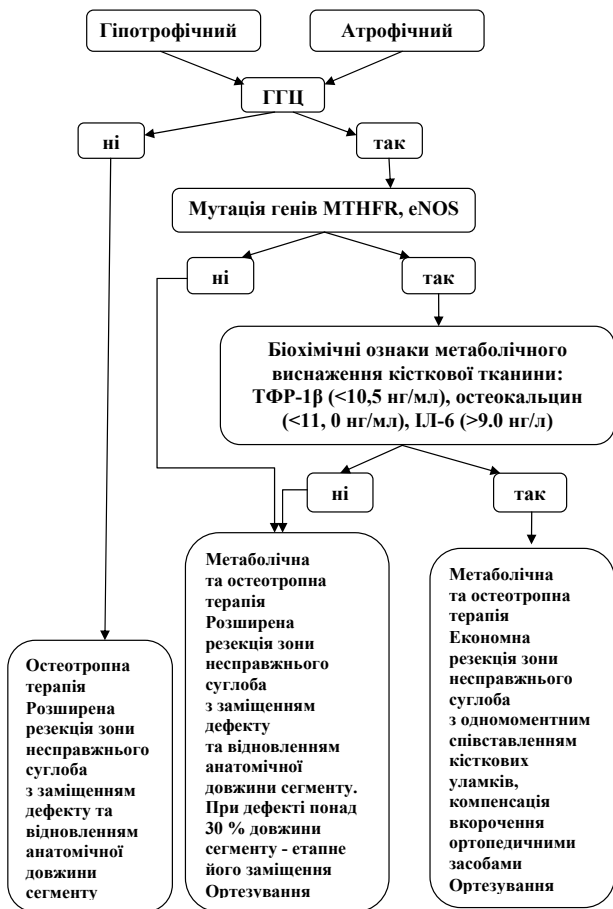 Гіпотрофічний
Атрофічний
ГГЦ
ні
так
Мутація генів MTHFR, eNOS
ні
так
Біохімічні ознаки метаболічного
виснаження кісткової тканини:
ТФР-1β (<10,5 нг/мл), остеокальцин
(<11, 0 нг/мл), ІЛ-6 (>9.0 нг/л)
ні
так
Остеотропна
терапія
Розширена
резекція зони
несправжнього
суглоба
з заміщенням
дефекту та
відновленням
анатомічної
довжини
сегменту
Метаболічна
та остеотропна
терапія
Розширена
резекція зони
несправжнього
суглоба
з заміщенням
дефекту
та відновленням
анатомічної
довжини сегменту.
При дефекті понад
30 % довжини
сегменту - етапне
його заміщення
Ортезування
Метаболічна
та остеотропна
терапія
Економна
резекція зони
несправжнього
суглоба
з одномоментним
співставленням
кісткових
уламків,
компенсація
вкорочення
ортопедичними
засобами
Ортезування